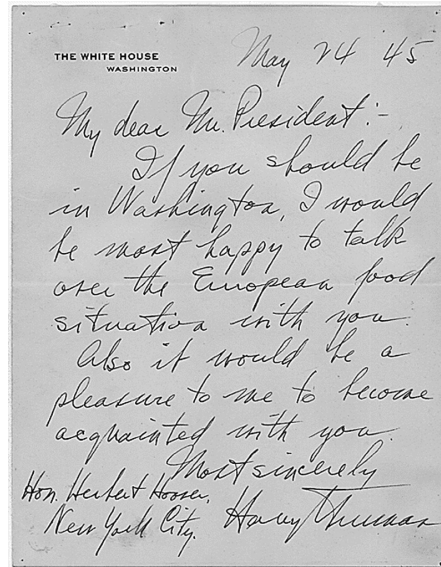 THE WHITE HOUSE
WASHINGTON
May 24 45
My dear Mr. President:-
If you should be
in Washington, I would
be most happy to talk
over the European food
situation with you.
Also it would be a
pleasure to me to become
acquainted with you.
Most sincerely
Hon. Herbert Hoover,
New York City. Harry Truman